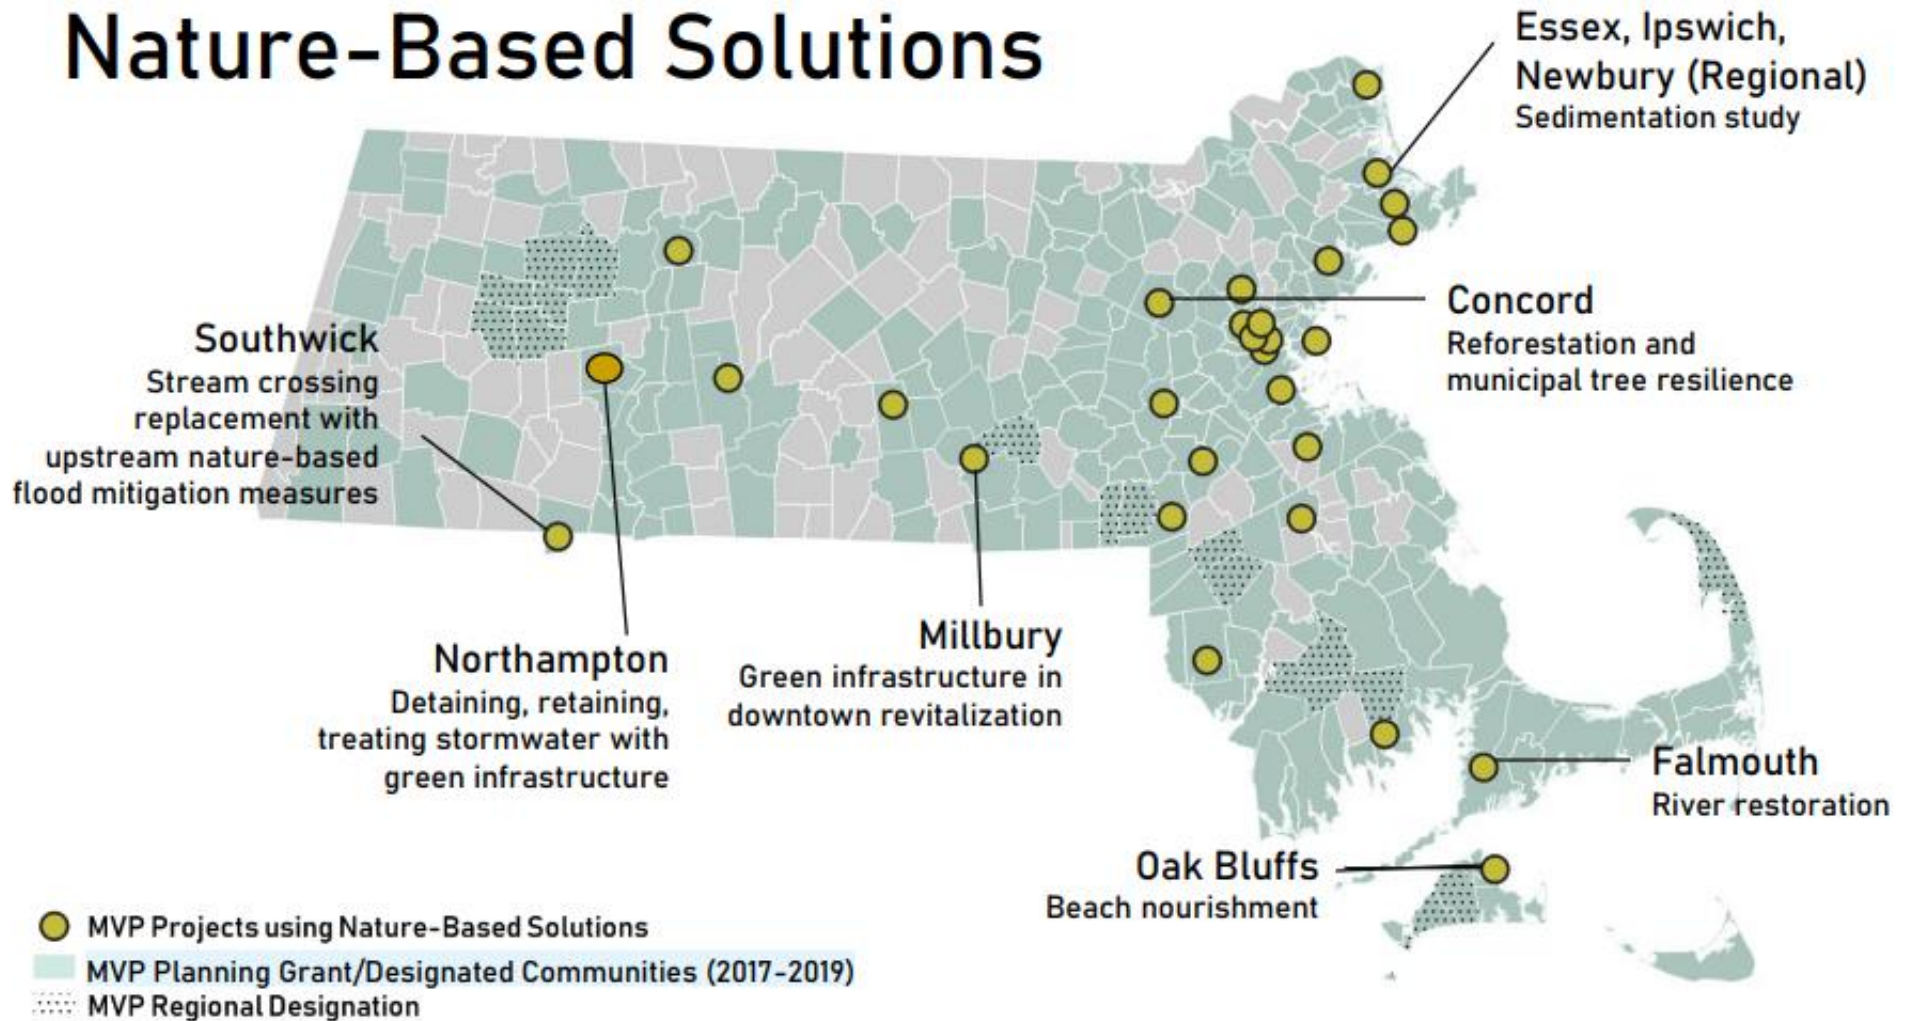 Nature-Based Solutions
Essex, Ipswich,
Newbury (Regional)
Sedimentation study
Concord
Reforestation and
municipal tree resilience
Southwick
Stream crossing
replacement with
upstream nature-based
flood mitigation measures
Northampton
Detaining, retaining,
treating stormwater with
green infrastructure
Millbury
Green infrastructure in
downtown revitalization
Falmouth
River restoration
Oak Bluffs
Beach nourishment
MVP Projects using Nature-Based Solutions
MVP Planning Grant/Designated Communities (2017-2019)
MVP Regional Designation